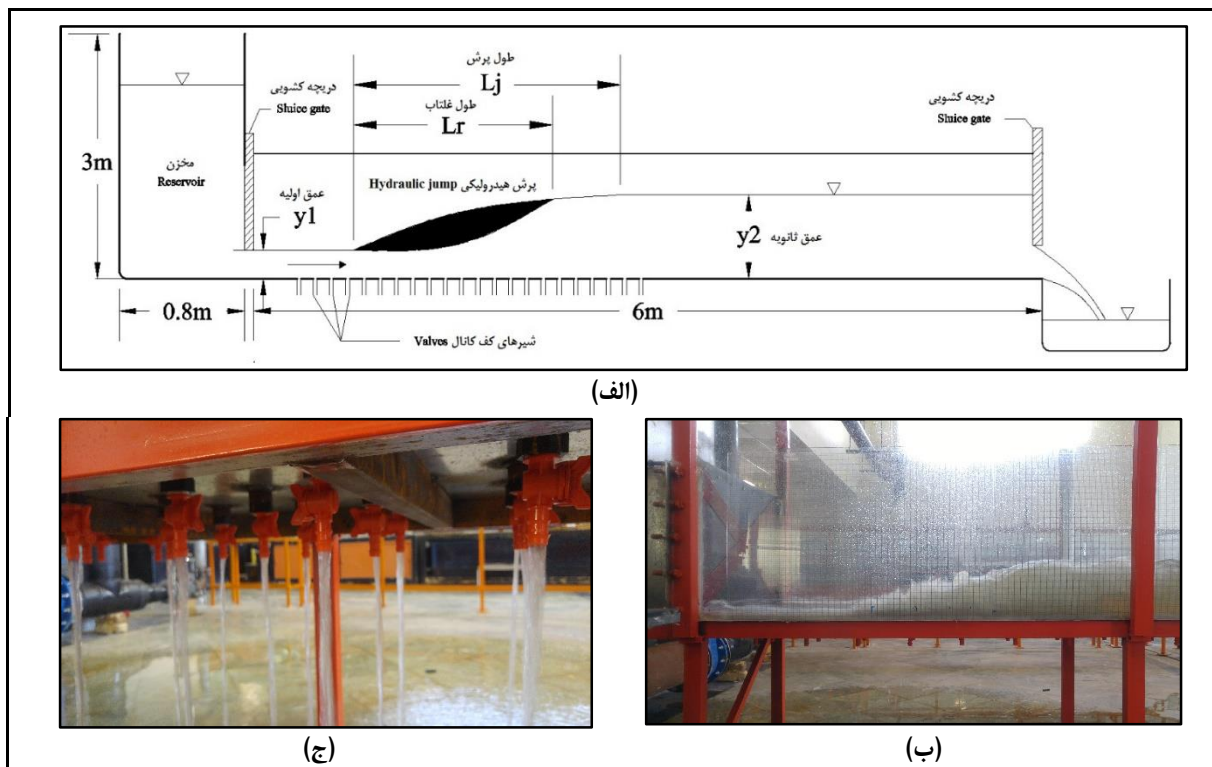 طول پرش
Lj
طول غلتاب
Lr
دریچه کشویی
Sluice gate
دریچه کشویی
Sluice gate
3m
مخزن
Reservoir
عمق اولیه
y1
Hydraulic jump پرش هیدرولیکی
y2 عمق ثانویه
0.8m
6m
Valves شیرهای کف کانال
(الف)
(ج)
(ب)